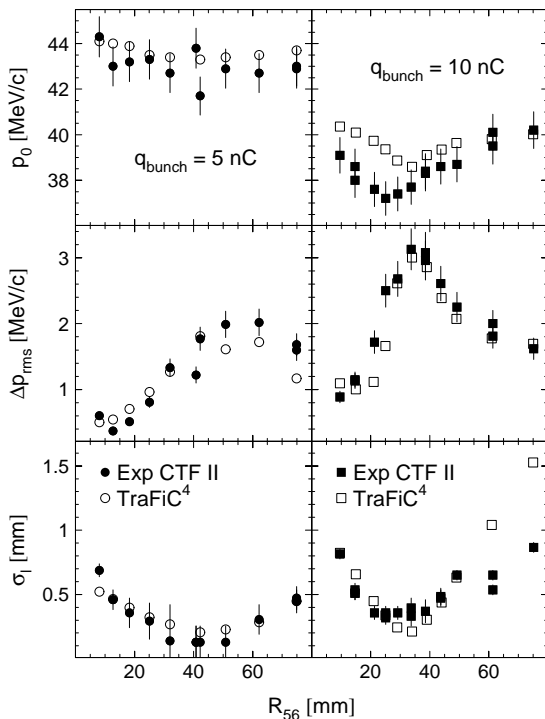 44
42
40
38
p0 [MeV/c]
qbunch = 5 nC
qbunch = 10 nC
3
2
1
Δprms [MeV/c]
1.5
1
0.5
σl [mm]
Exp CTF II
TraFiC4
Exp CTF II
TraFiC4
0 20 40 60 0 20 40 60
R56 [mm]